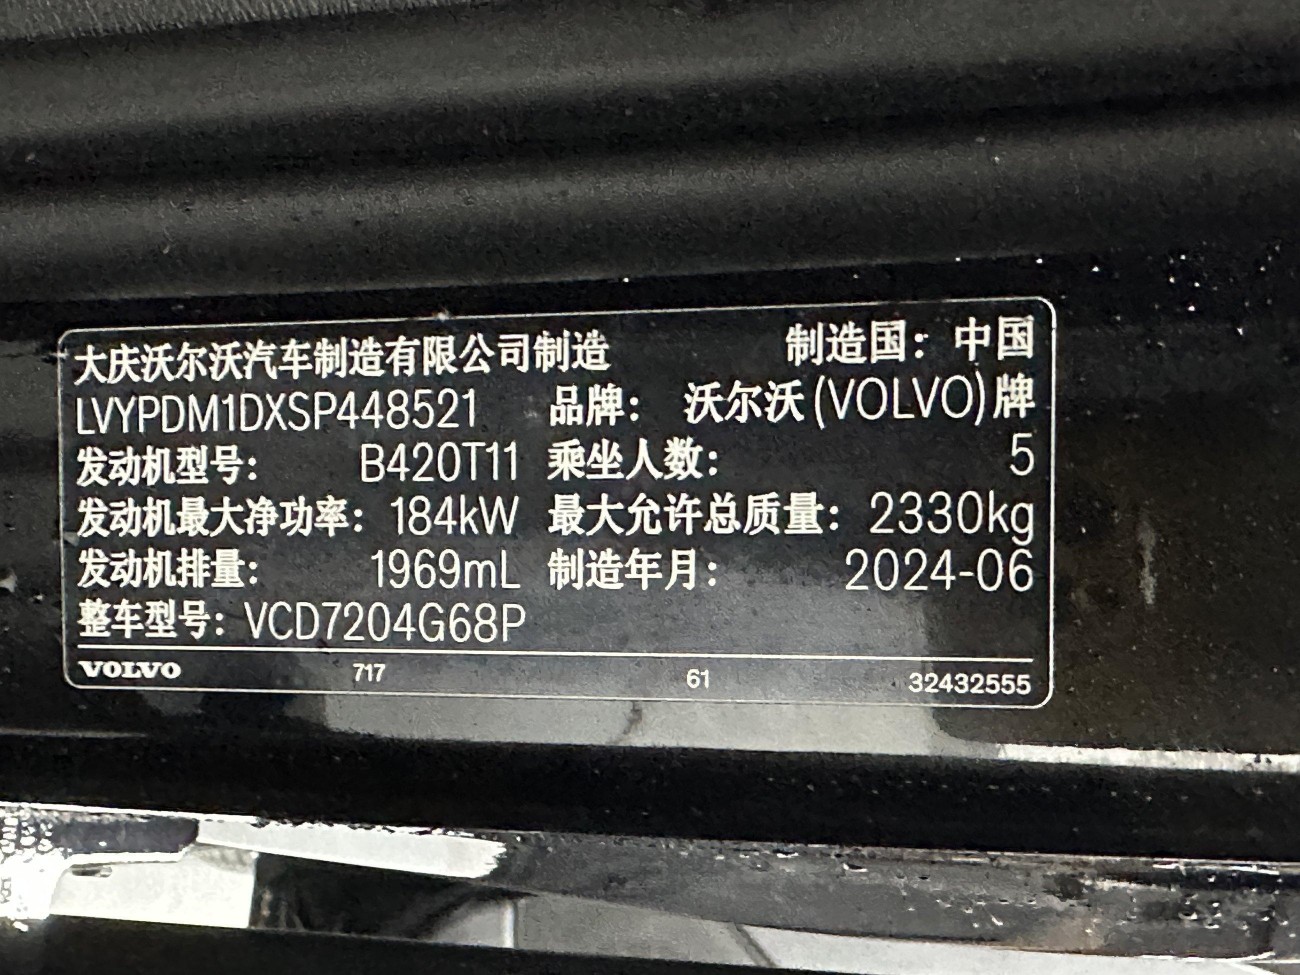 大庆沃尔沃汽车制造有限公司制造 制造国：中国
LVYPDM1DXSP448521 品牌： 沃尔沃(VOLVO)牌
发动机型号： B420T11 乘坐人数： 5
发动机最大净功率：184kW 最大允许总质量：2330kg
发动机排量： 1969mL 制造年月： 2024-06
整车型号：VCD7204G68P
VOLVO 717 61 32432555